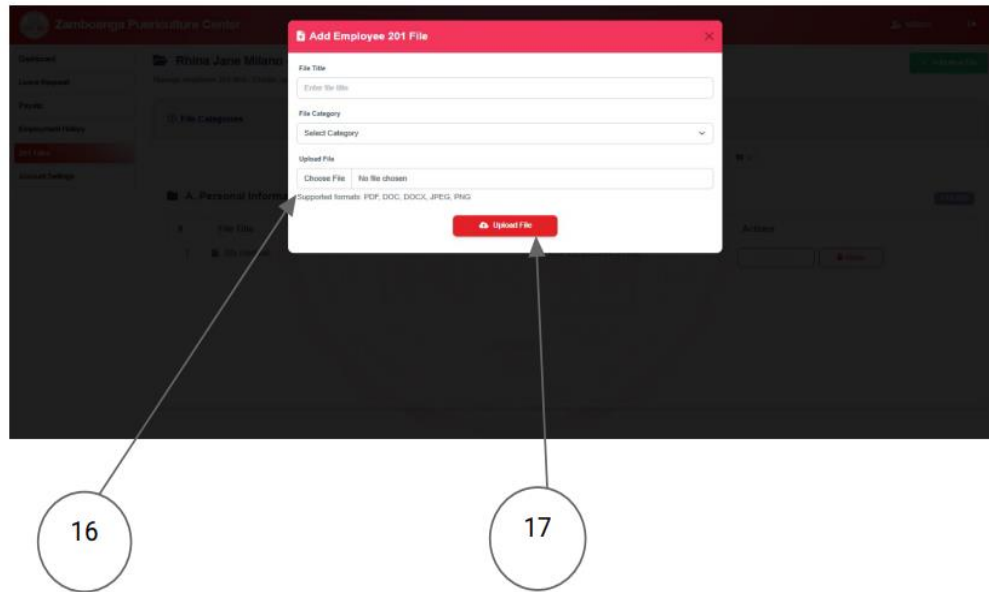 Zamboanga Puericulture Center
Add Employee 201 File
Dashboard
Rhina Jane Milano
File Title
Enter file title
Leave Request
Payslip
File Categories
File Category
Select Category
Employment History
201 Files
Upload File
Choose File No file chosen
Account Settings
A. Personal Informa
Supported formats: PDF, DOC, DOCX, JPEG, PNG
Upload File
# File Title
Actions
16
17